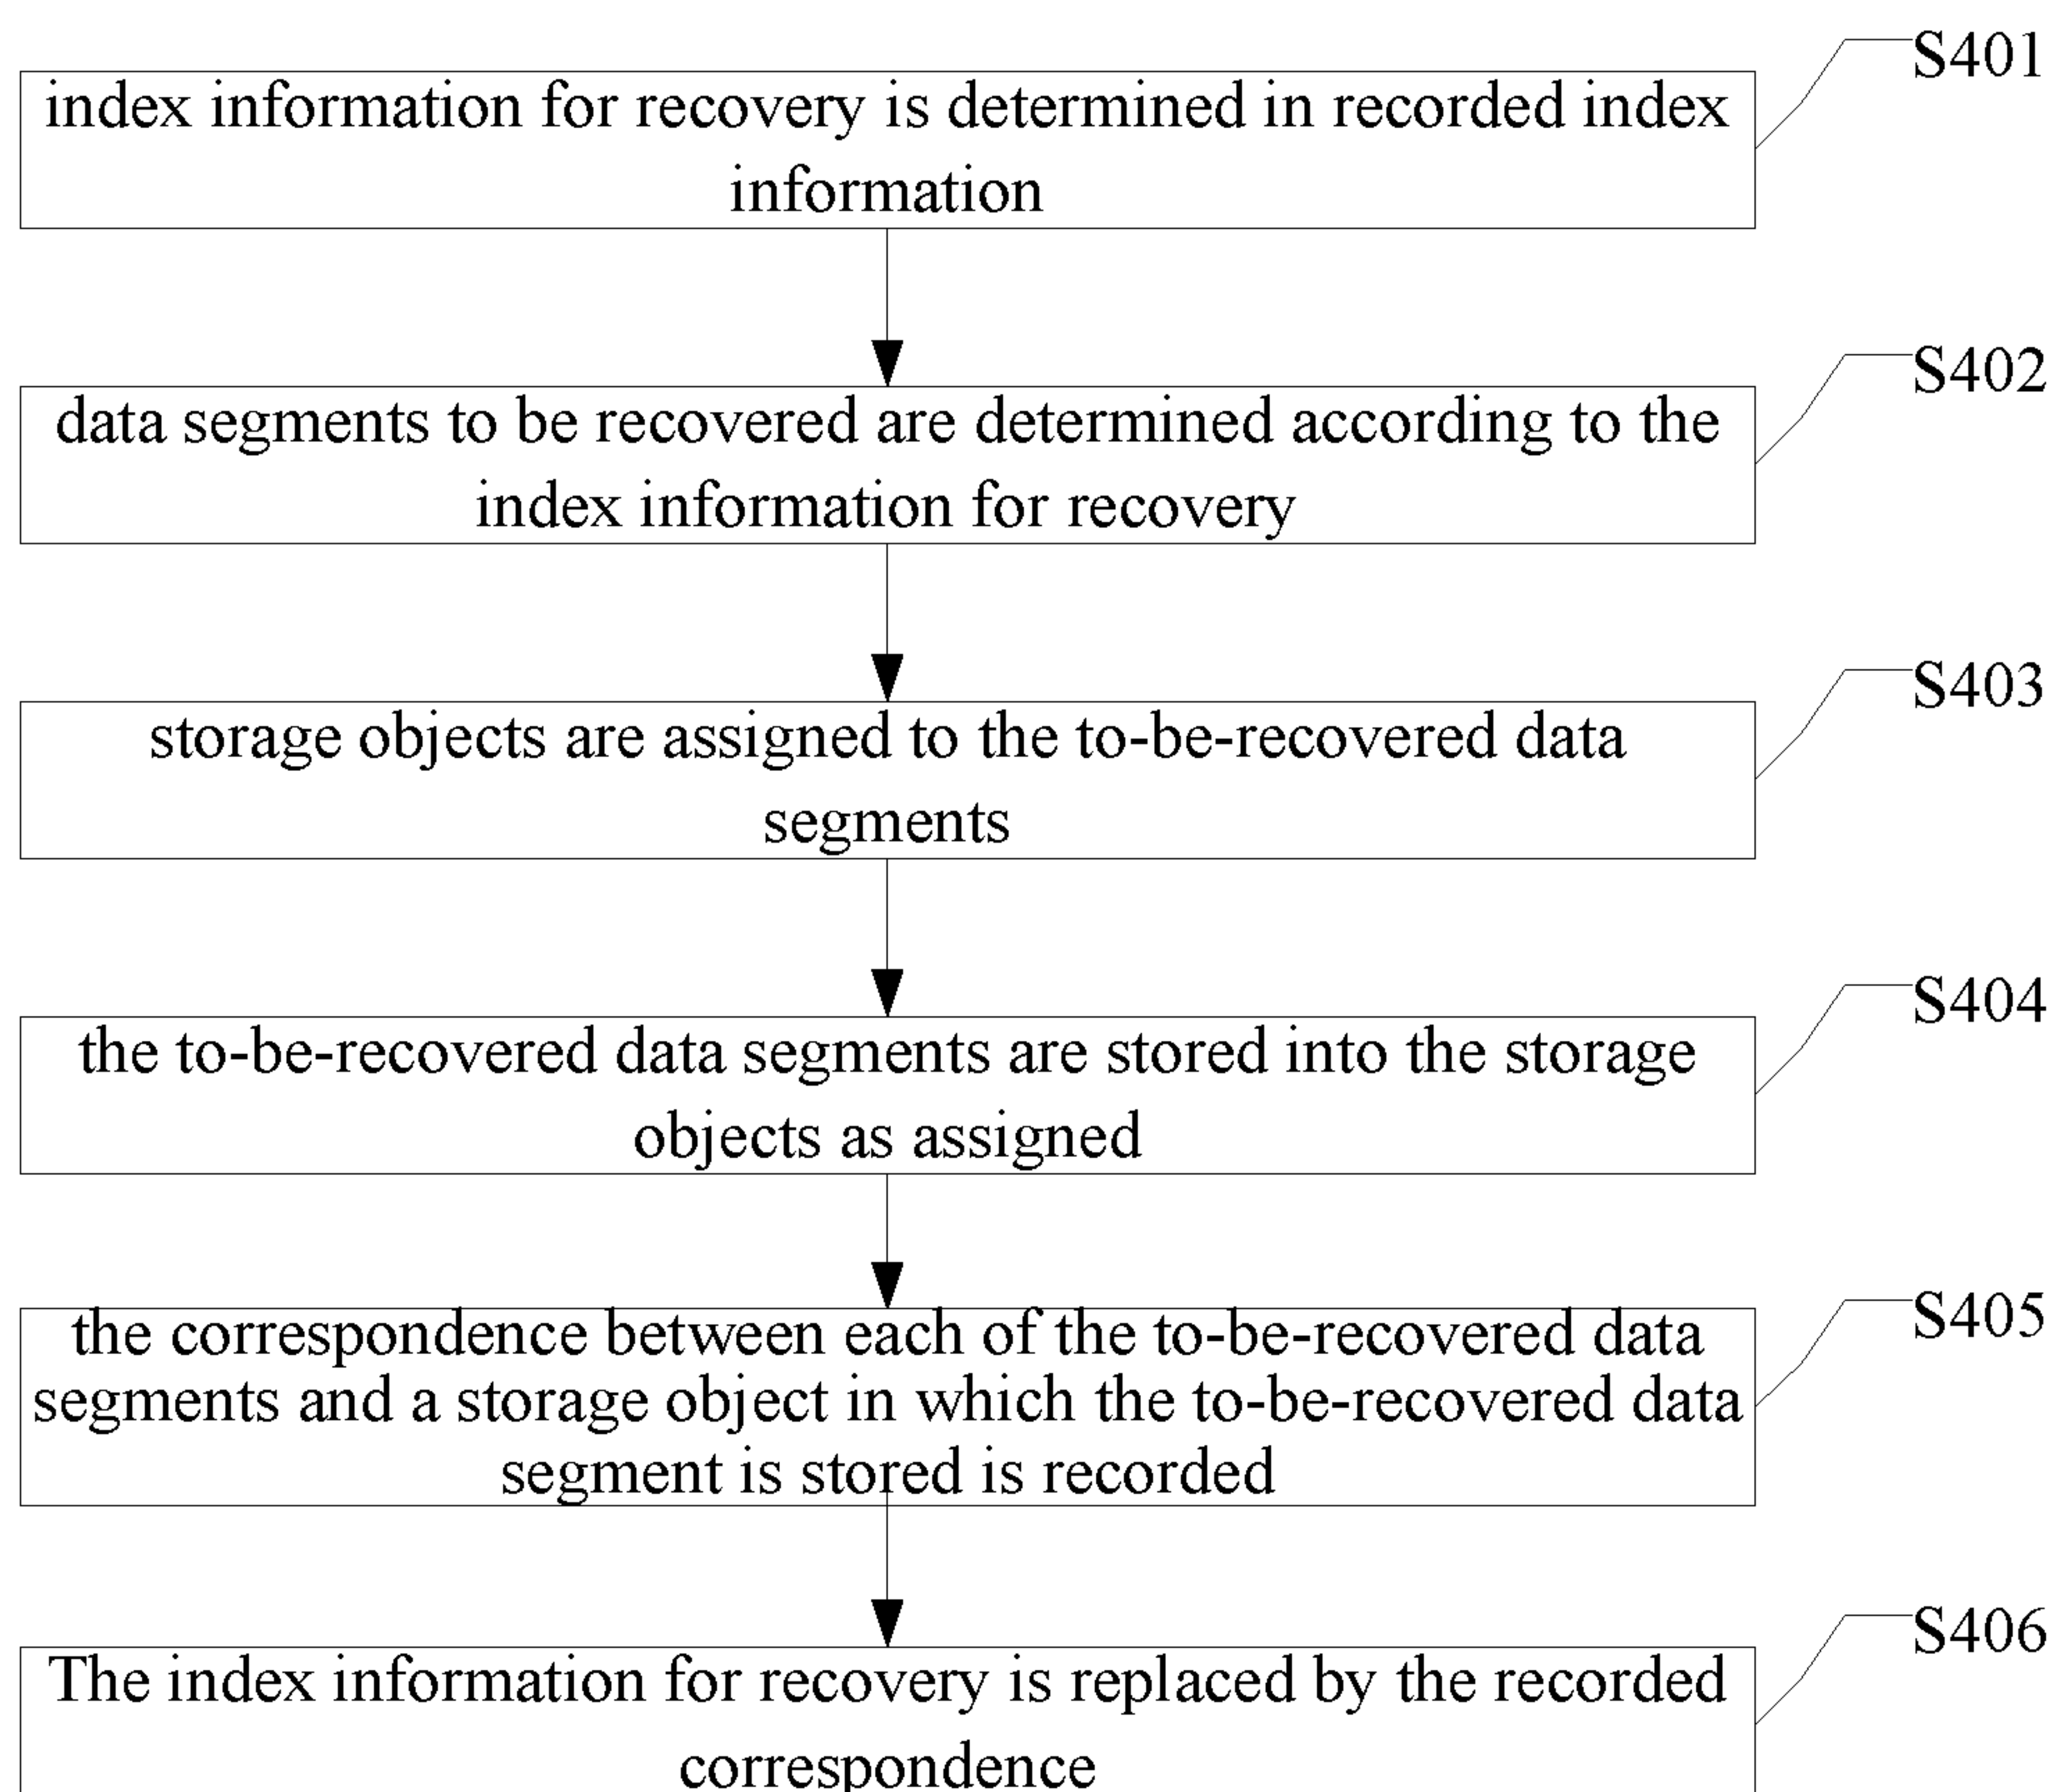 S401
index information for recovery is determined in recorded index
information
S402
data segments to be recovered are determined according to the
index information for recovery
S403
storage objects are assigned to the to-be-recovered data
segments
S404
the to-be-recovered data segments are stored into the storage
objects as assigned
S405
the correspondence between each of the to-be-recovered data
segments and a storage object in which the to-be-recovered data
segment is stored is recorded
S406
The index information for recovery is replaced by the recorded
correspondence